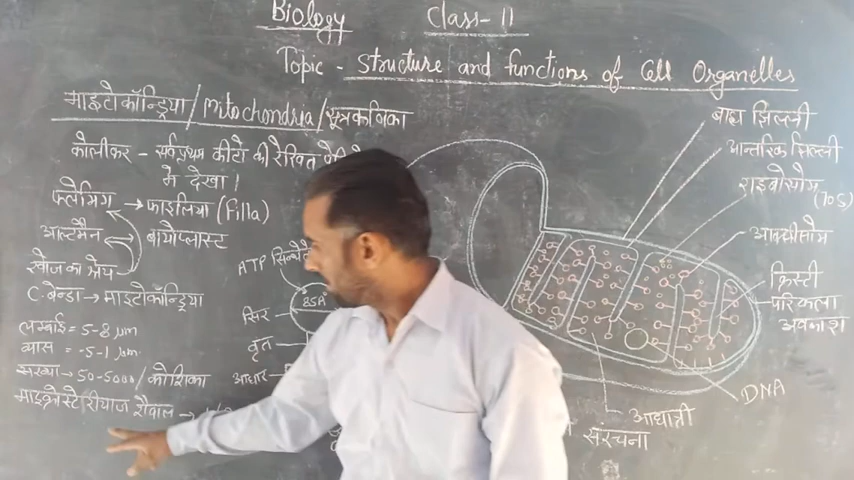 Biology Class-11
Topic - Structure and functions of Cell Organelles
माइटोकॉन्ड्रिया/Mitochondria/सूत्रकणिका
कोलीकर - सर्वप्रथम कीटो की रेखित
मे देखा।
फ्लेमिंग → फाइलिया (Filla)
आल्टमैन → बायोप्लास्ट
खोज का श्रेय
C. बेन्डा → माइटोकॉन्ड्रिया
लम्बाई = 5-8 µm
व्यास = .5-1 µm
संख्या → 50-5000/कोशिका
माइक्रोस्टेरियाज शैवाल →
ATP
सिर
85Å
वृत
आधार
बाह्य झिल्ली
आन्तरिक झिल्ली
राइबोसोम
(70S)
आक्सीसोम
क्रिस्टी
परिकला
अवकाश
DNA
आधात्री
संरचना